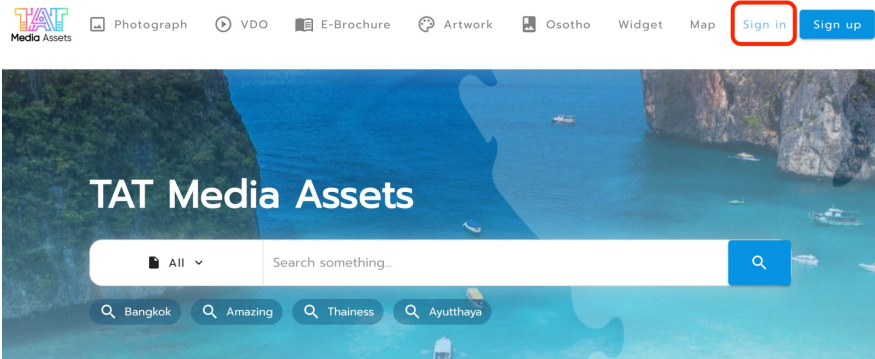 TAT
Media Assets
Photograph VDO E-Brochure Artwork Osotho Widget Map Sign in Sign up
TAT Media Assets
All Search something...
Bangkok Amazing Thainess Ayutthaya